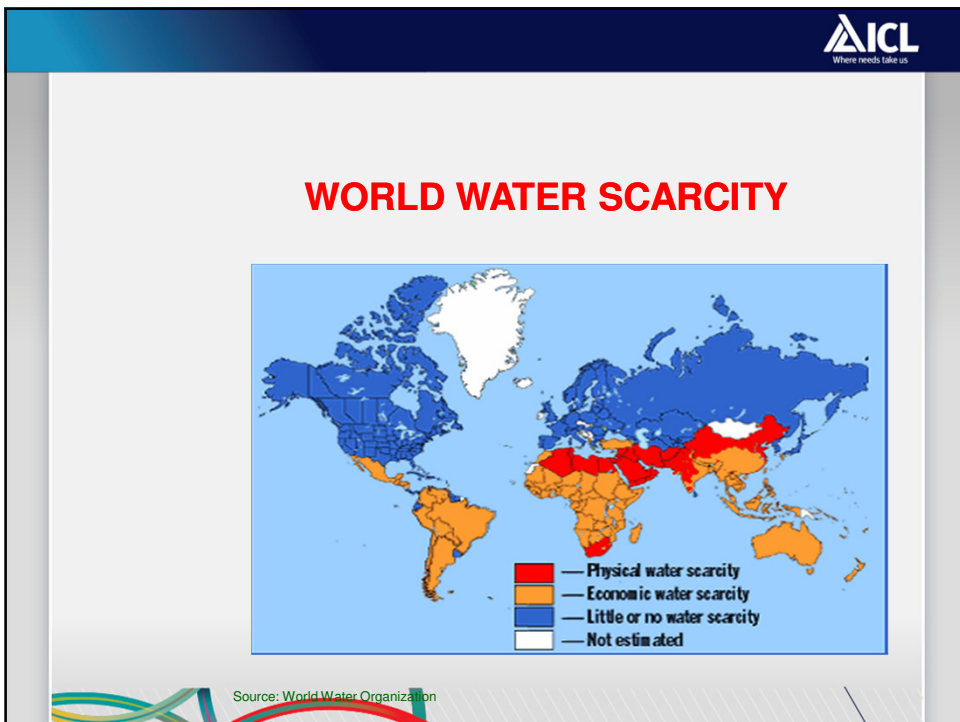 ICL
Where needs take us
WORLD WATER SCARCITY
— Physical water scarcity
— Economic water scarcity
— Little or no water scarcity
— Not estimated
Source: World Water Organization